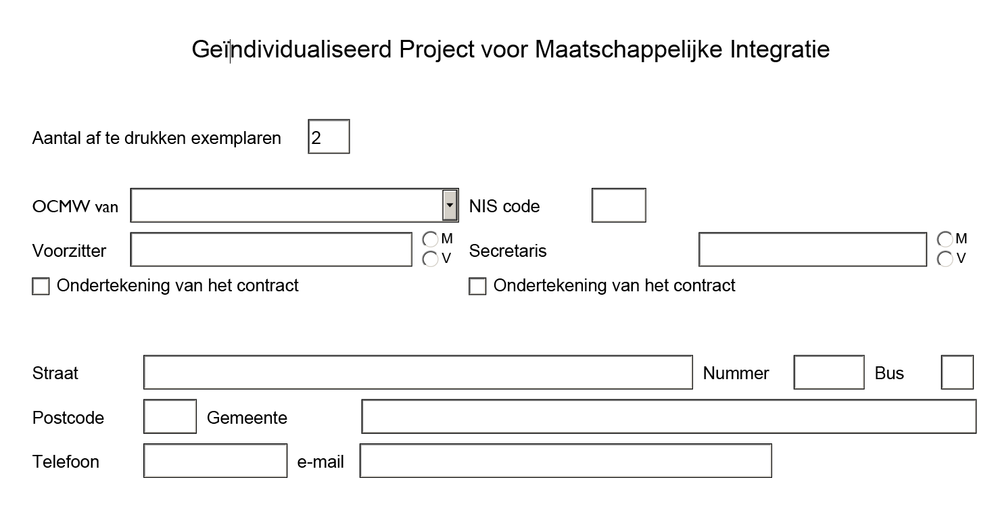 Geïndividualiseerd Project voor Maatschappelijke Integratie
Aantal af te drukken exemplaren 2
OCMW van NIS code
Voorzitter M V Secretaris M V
Ondertekening van het contract Ondertekening van het contract
Straat Nummer Bus
Postcode Gemeente
Telefoon e-mail